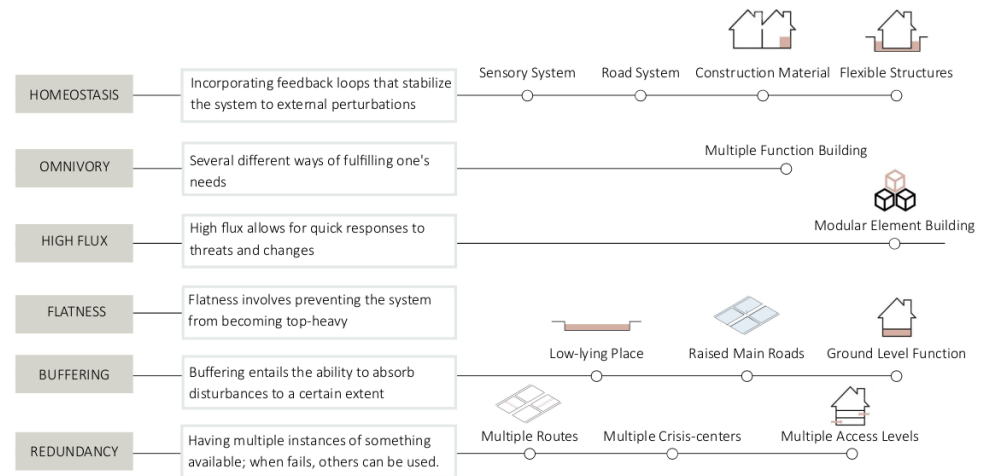 HOMEOSTASIS
Incorporating feedback loops that stabilize
the system to external perturbations
Sensory System
Road System
Construction Material
Flexible Structures
OMNIVORY
Several different ways of fulfilling one's
needs
Multiple Function Building
HIGH FLUX
High flux allows for quick responses to
threats and changes
Modular Element Building
FLATNESS
Flatness involves preventing the system
from becoming top-heavy
BUFFERING
Buffering entails the ability to absorb
disturbances to a certain extent
Low-lying Place
Raised Main Roads
Ground Level Function
REDUNDANCY
Having multiple instances of something
available; when fails, others can be used.
Multiple Routes
Multiple Crisis-centers
Multiple Access Levels